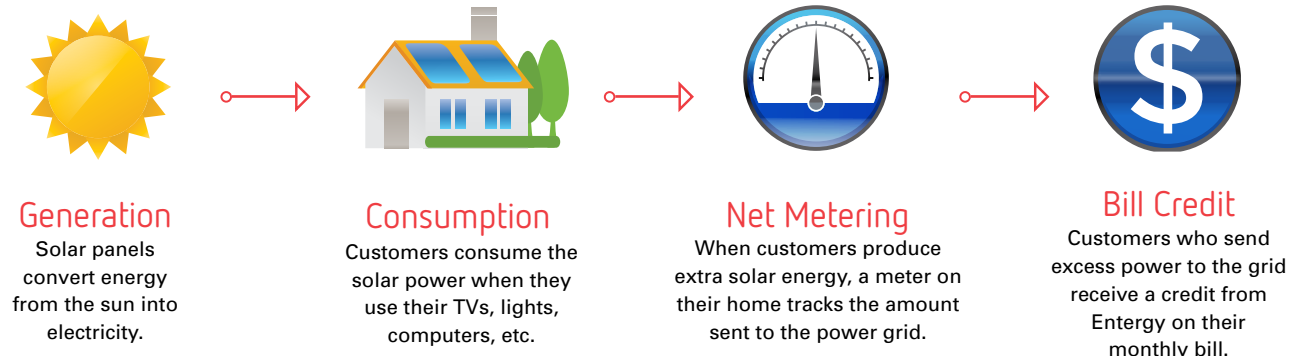 $
Generation
Solar panels
convert energy
from the sun into
electricity.
Consumption
Customers consume the
solar power when they
use their TVs, lights,
computers, etc.
Net Metering
When customers produce
extra solar energy, a meter on
their home tracks the amount
sent to the power grid.
Bill Credit
Customers who send
excess power to the grid
receive a credit from
Entergy on their
monthly bill.